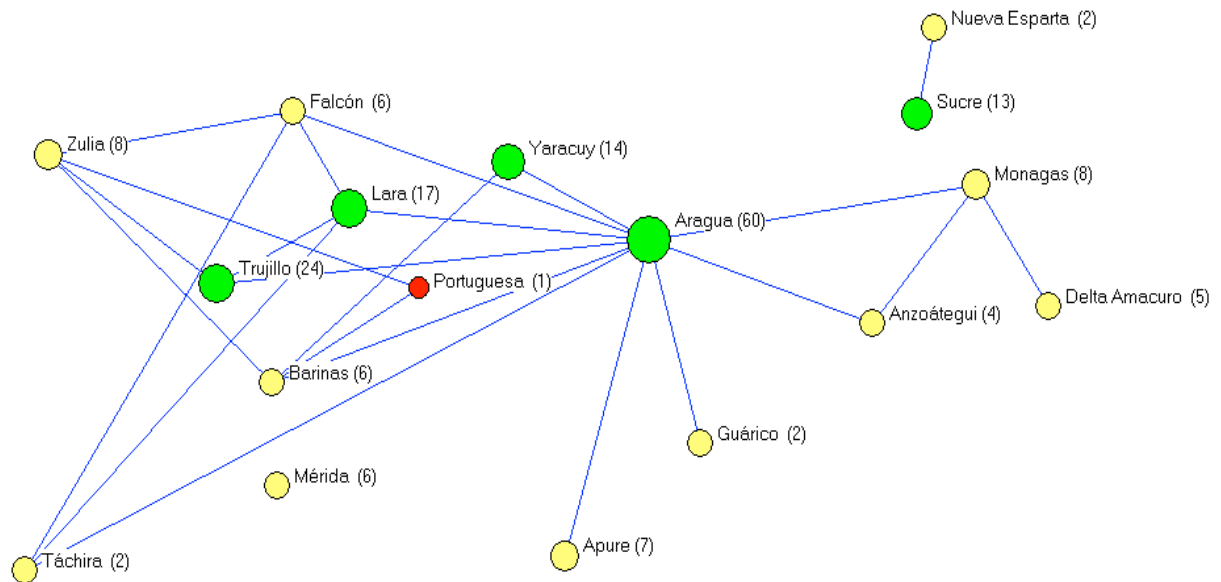 Nueva Esparta (2)
Falcón (6)
Sucre (13)
Zulia (8)
Yaracuy (14)
Monagas (8)
Lara (17)
Aragua (60)
Trujillo (24)
Portuguesa (1)
Delta Amacuro (5)
Anzoátegui (4)
Barinas (6)
Guárico (2)
Mérida (6)
Apure (7)
Táchira (2)